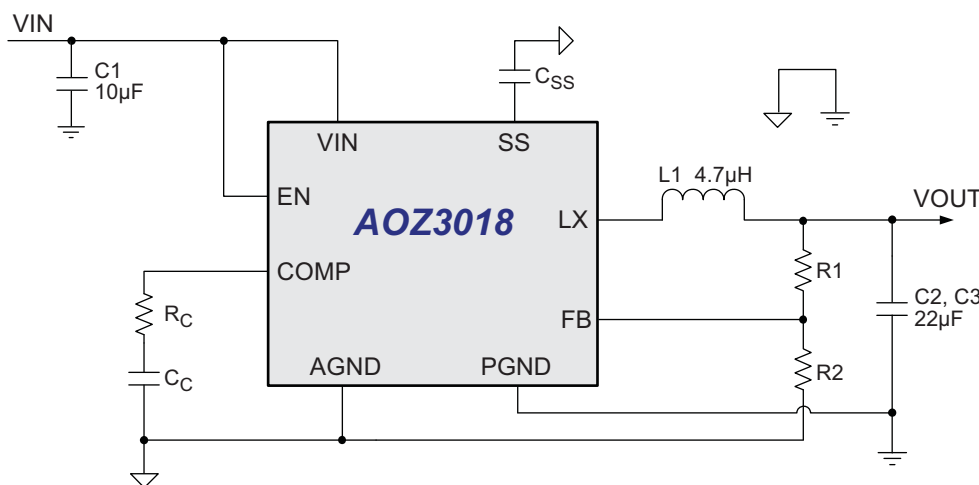 VIN
C1
10µF
CSS
VIN
SS
L1 4.7µH
VOUT
EN
AOZ3018
LX
COMP
R1
C2, C3
22µF
RC
FB
CC
AGND
PGND
R2